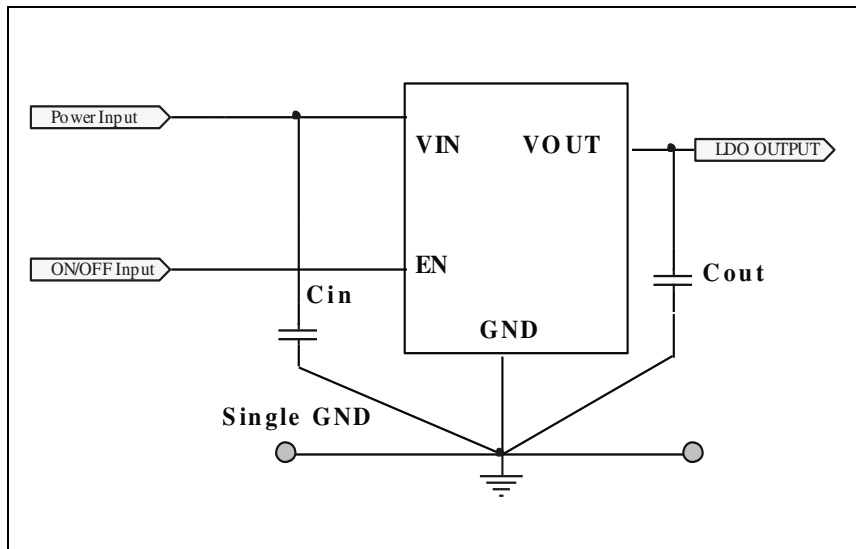 Power Input
VIN
VOUT
LDO OUTPUT
ON/OFF Input
EN
Cin
Cout
GND
Single GND